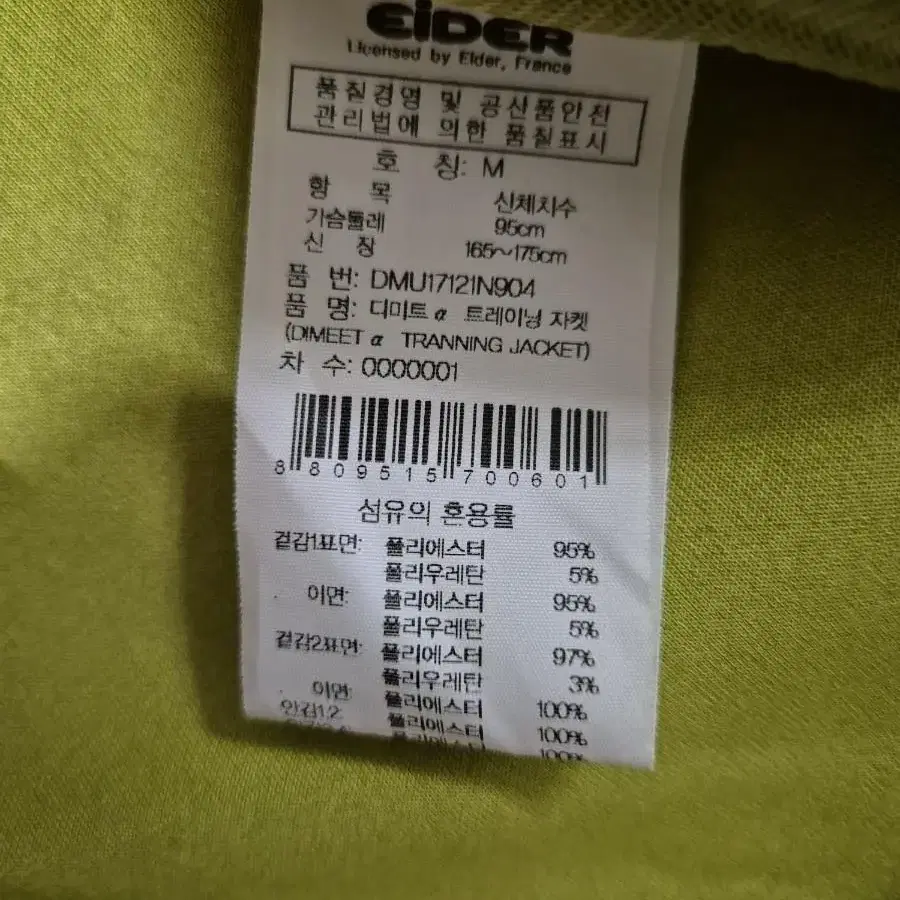 EiDER
Licensed by Eider, France
품질경영 및 공산품안전
관리법에 의한 품질표시
호 칭: M
항 목 신체치수
가슴둘레 95cm
신 장 165~175cm
품 번: DMU17121N904
품 명: 디미트 α 트레이닝 자켓
(DIMEET α TRANNING JACKET)
차 수: 0000001
8 809515 700601
섬유의 혼용률
겉감1표면: 폴리에스터 95%
폴리우레탄 5%
이면: 폴리에스터 95%
폴리우레탄 5%
겉감2표면: 폴리에스터 97%
폴리우레탄 3%
이면: 폴리에스터 100%
안감1,2: 폴리에스터 100%
폴리에스터 100%